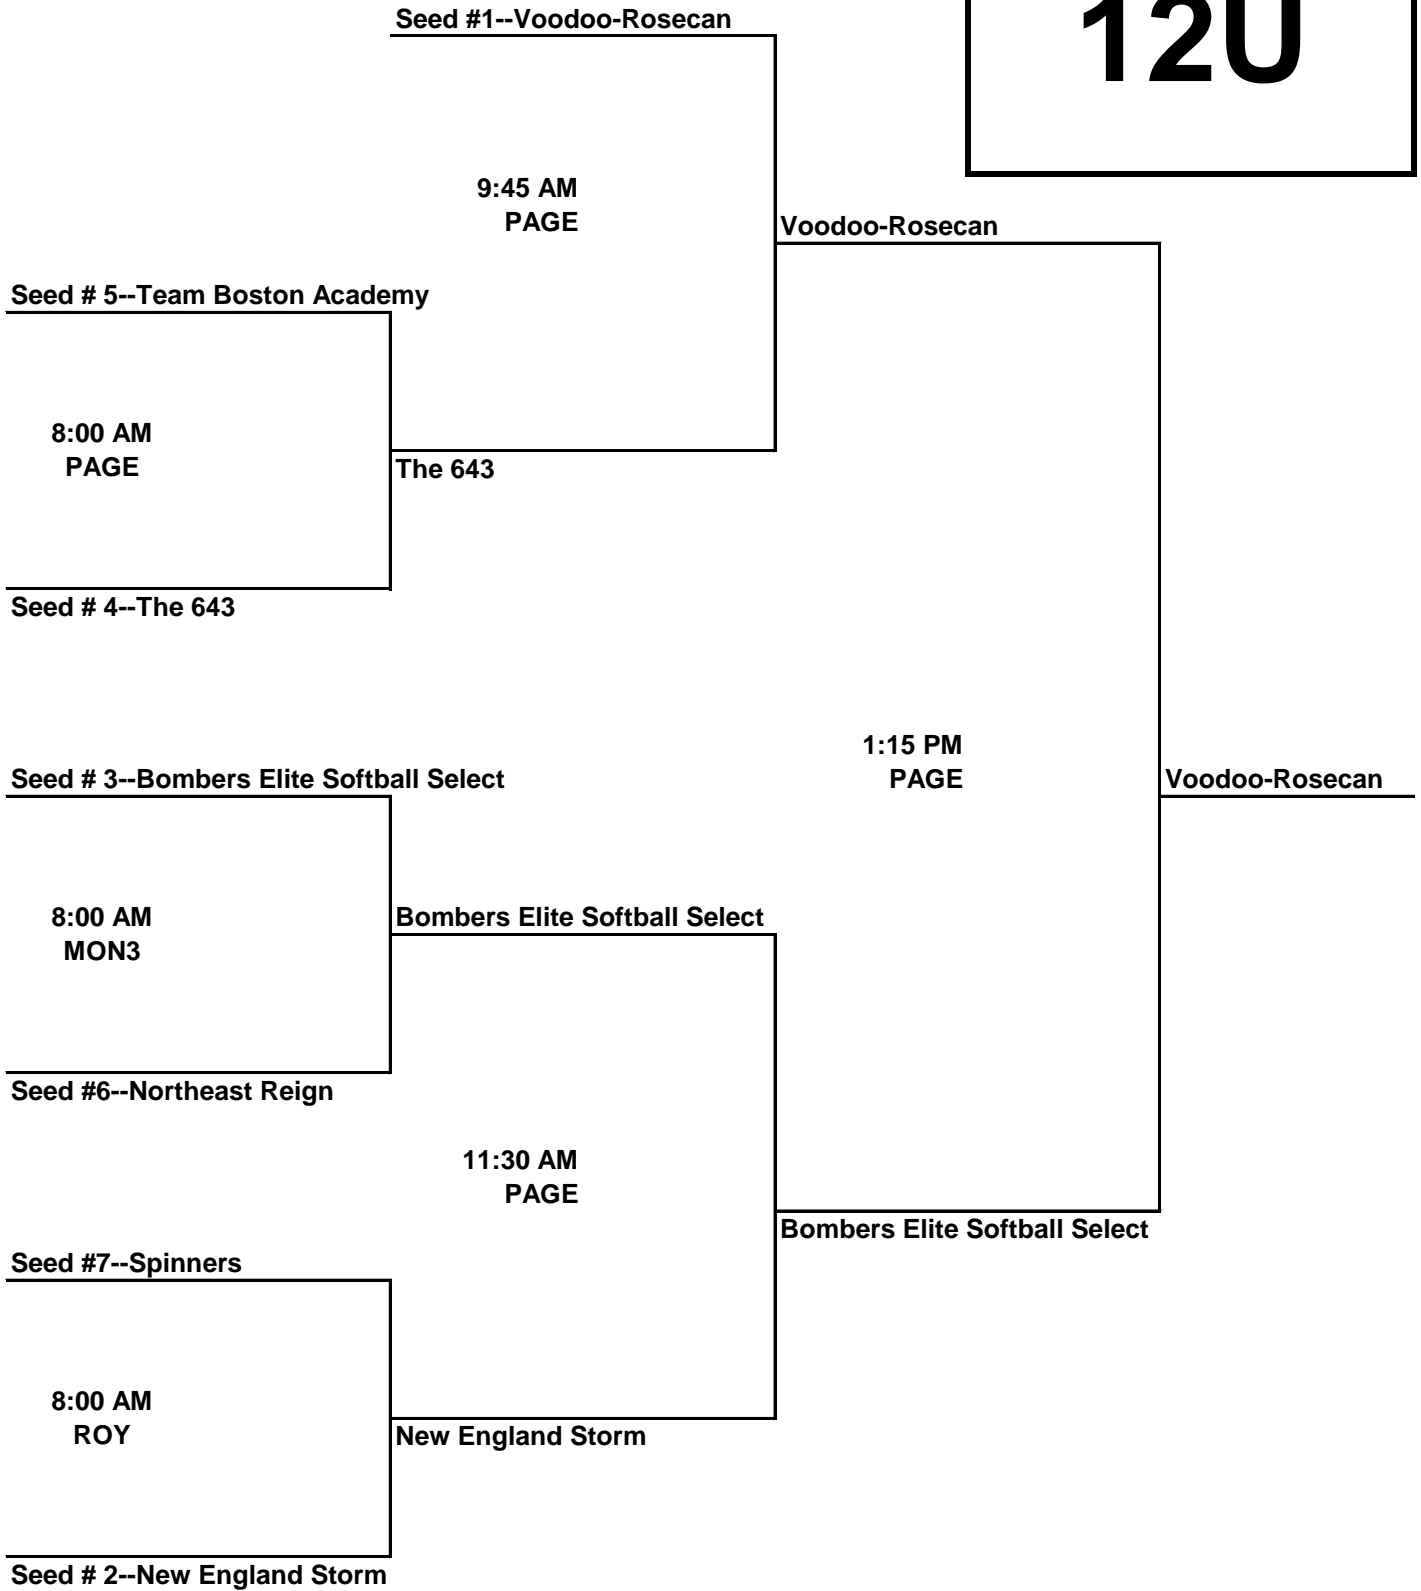 Seed #1--Voodoo-Rosecan
12U
9:45 AM
PAGE
Voodoo-Rosecan
Seed # 5--Team Boston Academy
8:00 AM
PAGE
The 643
Seed # 4--The 643
1:15 PM
PAGE
Seed # 3--Bombers Elite Softball Select
Voodoo-Rosecan
8:00 AM
MON3
Bombers Elite Softball Select
Seed #6--Northeast Reign
11:30 AM
PAGE
Bombers Elite Softball Select
Seed #7--Spinners
8:00 AM
ROY
New England Storm
Seed # 2--New England Storm